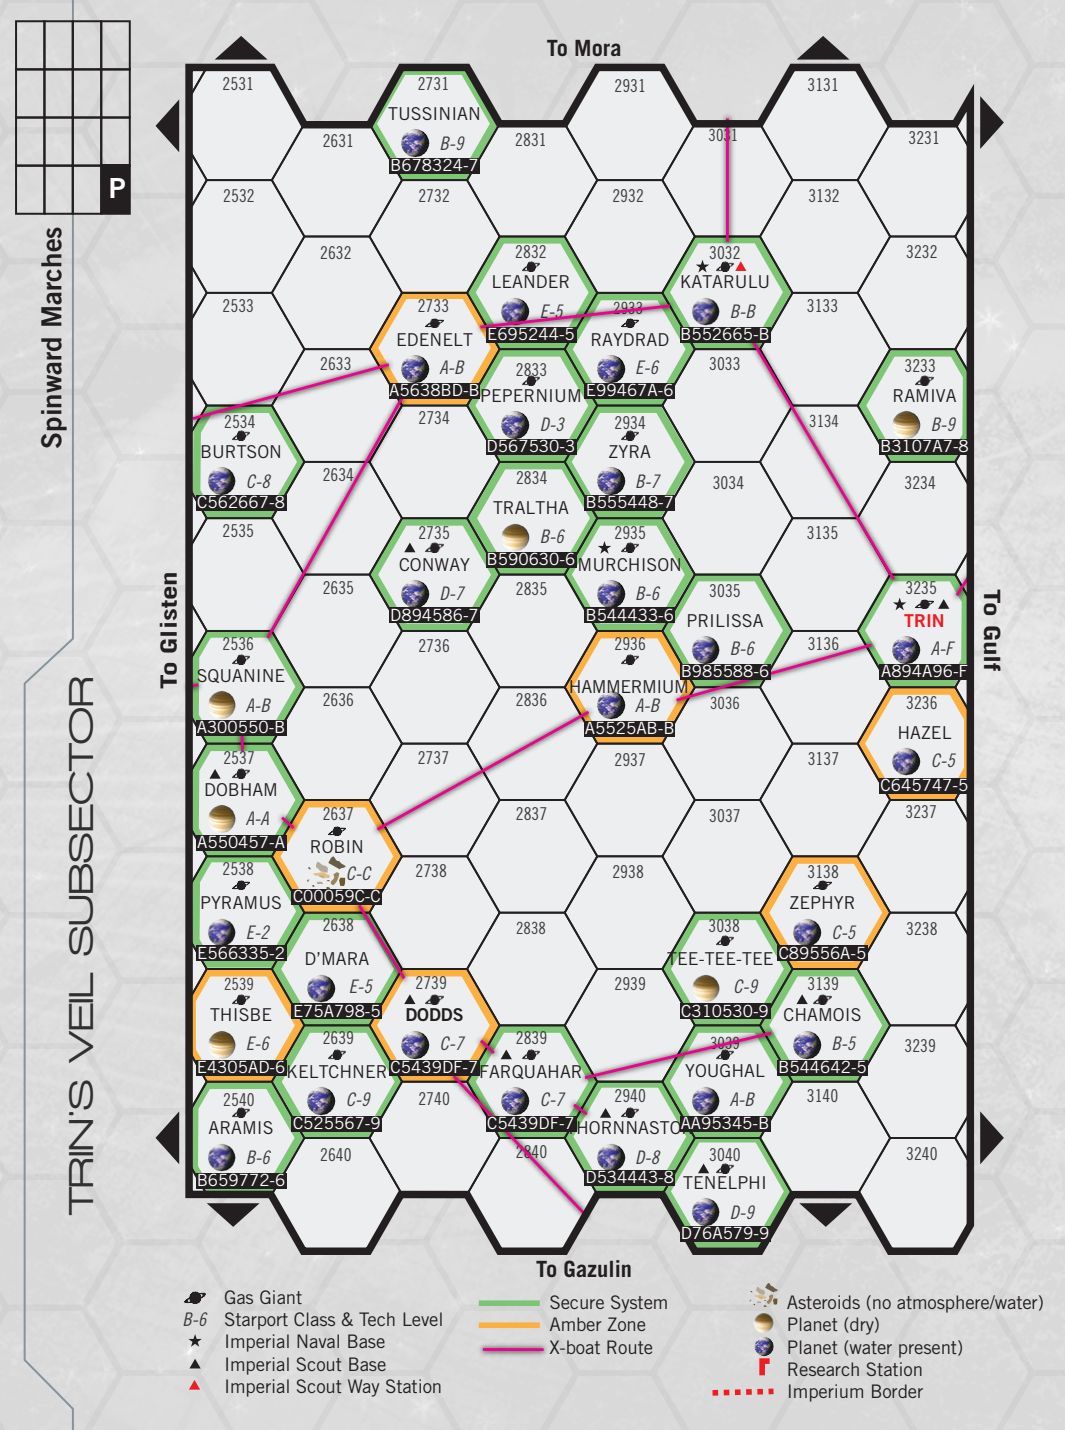 To Mora
P
Spinward Marches
To Glisten
TRIN'S VEIL SUBSECTOR
To Gulf
2531
2631
2731
TUSSINIAN
B-9
B678324-7
2831
2931
3031
3131
3231
2532
2632
2732
2832
LEANDER
E-5
E695244-5
2932
3032
KATARULU
B-B
B552665-B
3132
3232
2533
2633
2733
EDENELT
A-B
A5638BD-B
2833
PEPERNIUM
D-3
D567530-3
2933
RAYDRAD
E-6
E99467A-6
3033
3133
3233
RAMIVA
B-9
B3107A7-8
2534
BURTSON
C-8
C562667-8
2634
2734
2834
TRALTHA
B-6
B590630-6
2934
ZYRA
B-7
B555448-7
3034
3134
3234
2535
2635
2735
CONWAY
D-7
D894586-7
2835
2935
MURCHISON
B-6
B544433-6
3035
PRILISSA
B-6
B985588-6
3135
3235
TRIN
A-F
A894A96-F
2536
SQUANINE
A-B
A300550-B
2636
2736
2836
2936
HAMMERMIUM
A-B
A5525AB-B
3036
3136
3236
HAZEL
C-5
C645747-5
2537
DOBHAM
A-A
A550457-A
2637
ROBIN
C-C
C00059C-C
2737
2837
2937
3037
3137
3237
2538
PYRAMUS
E-2
E566335-2
2638
D'MARA
E-5
E75A798-5
2738
2838
2938
3038
TEE-TEE-TEE
C-9
C310530-9
3138
ZEPHYR
C-5
C89556A-5
3238
2539
THISBE
E-6
E4305AD-6
2639
KELTCHNER
C-9
C525567-9
2739
DODDS
C-7
C5439DF-7
2839
FARQUAHAR
C-7
C5439DF-7
2939
3039
YOUGHAL
A-B
AA95345-B
3139
CHAMOIS
B-5
B544642-5
3239
2540
ARAMIS
B-6
B659772-6
2640
2740
2840
2940
HORNNASTO
D-8
D534443-8
3040
TENELPHI
D-9
D76A579-9
3140
3240
To Gazulin
Gas Giant
B-6 Starport Class & Tech Level
Imperial Naval Base
Imperial Scout Base
Imperial Scout Way Station
Secure System
Amber Zone
X-boat Route
Asteroids (no atmosphere/water)
Planet (dry)
Planet (water present)
Research Station
Imperium Border